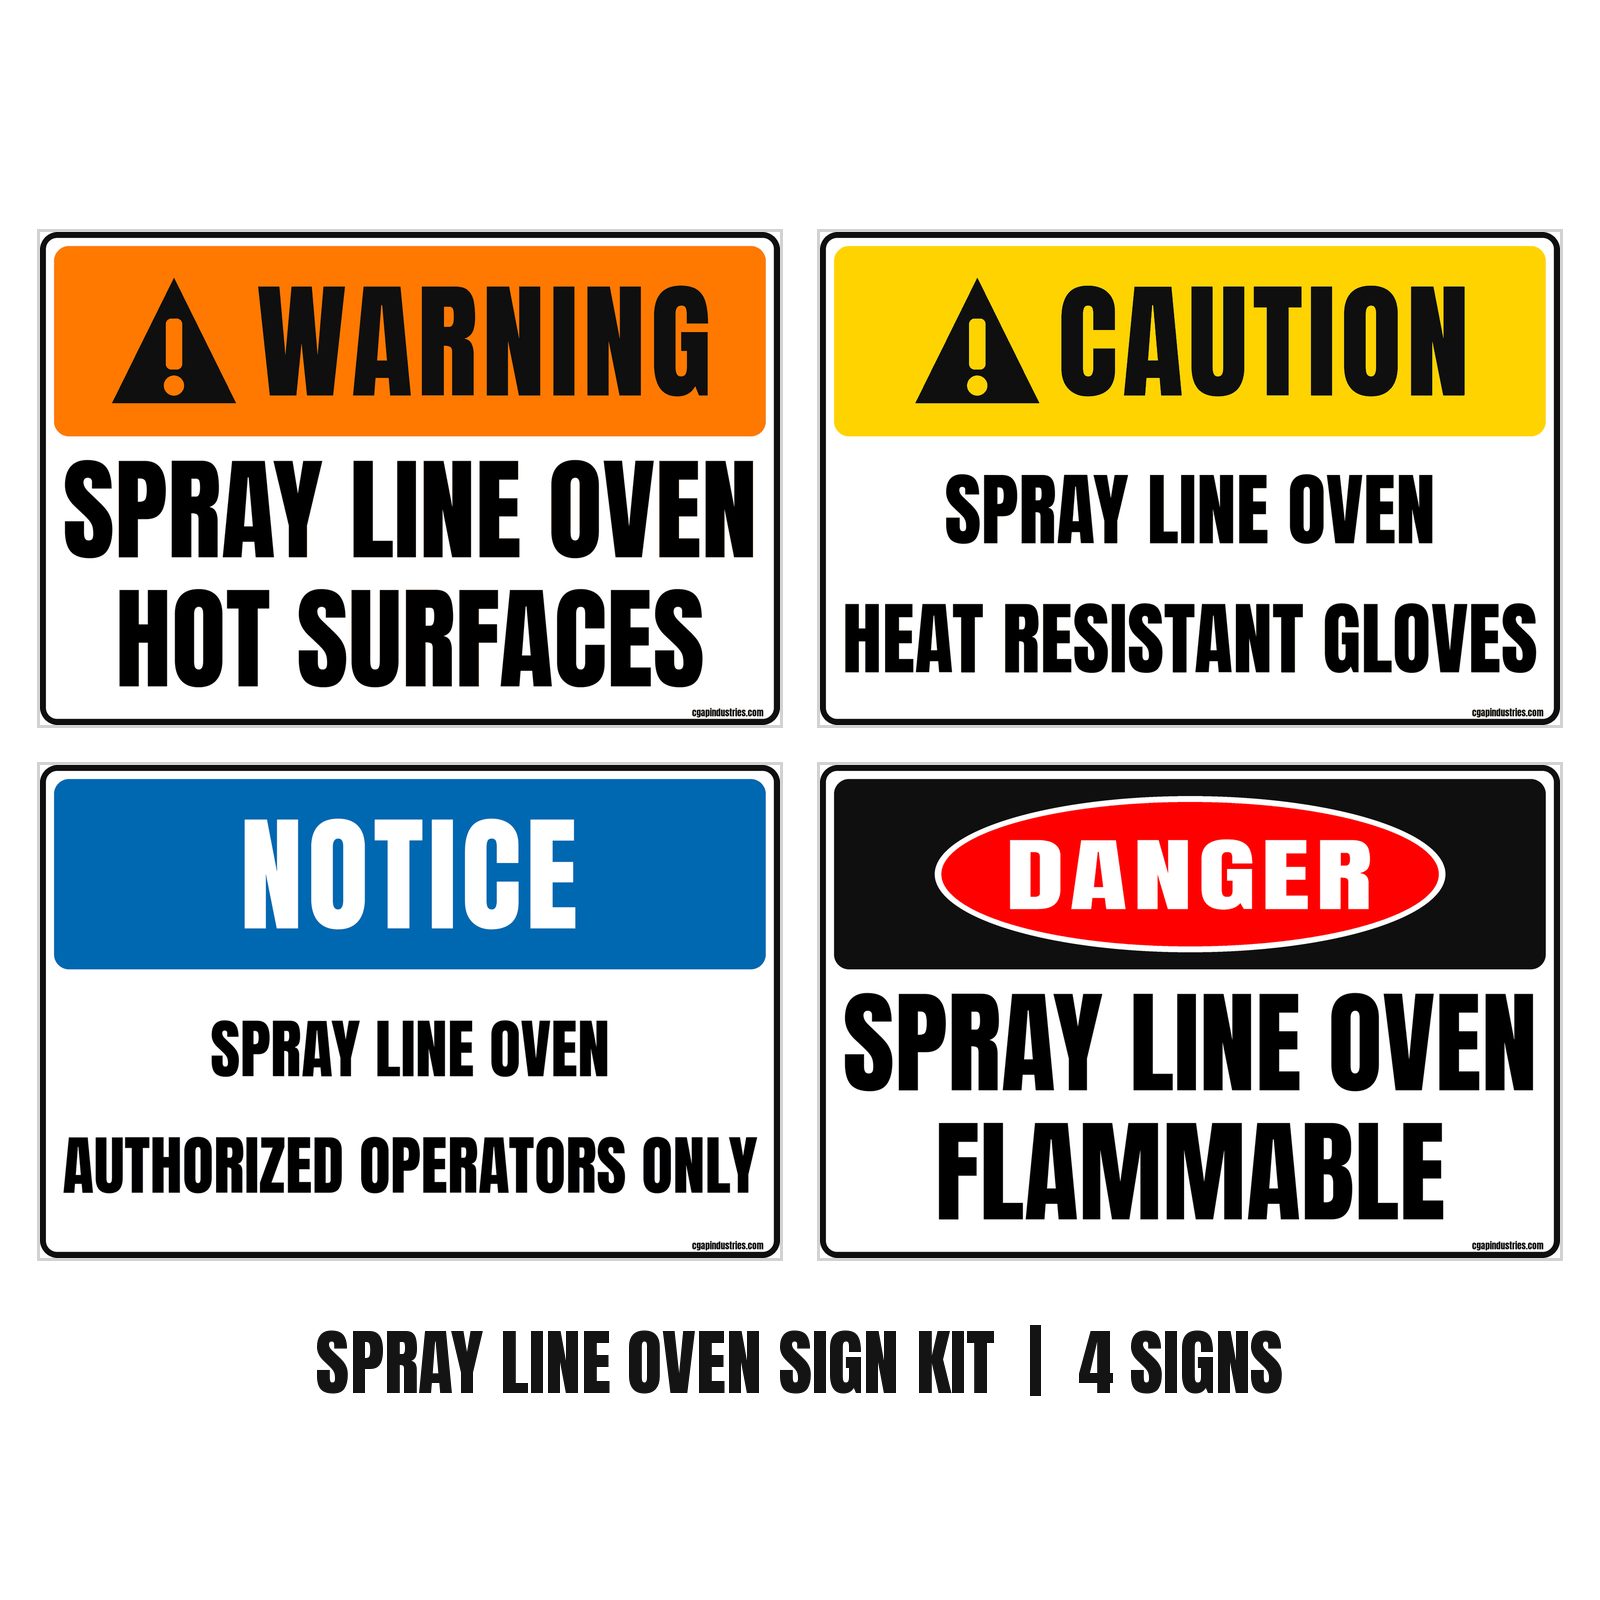 WARNING
SPRAY LINE OVEN
HOT SURFACES
cgapindustries.com
CAUTION
SPRAY LINE OVEN
HEAT RESISTANT GLOVES
cgapindustries.com
NOTICE
SPRAY LINE OVEN
AUTHORIZED OPERATORS ONLY
cgapindustries.com
DANGER
SPRAY LINE OVEN
FLAMMABLE
cgapindustries.com
SPRAY LINE OVEN SIGN KIT | 4 SIGNS